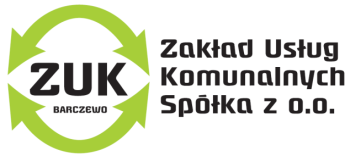 ZUK
BARCZEWO
Zakład Usług
Komunalnych
Spółka z o.o.